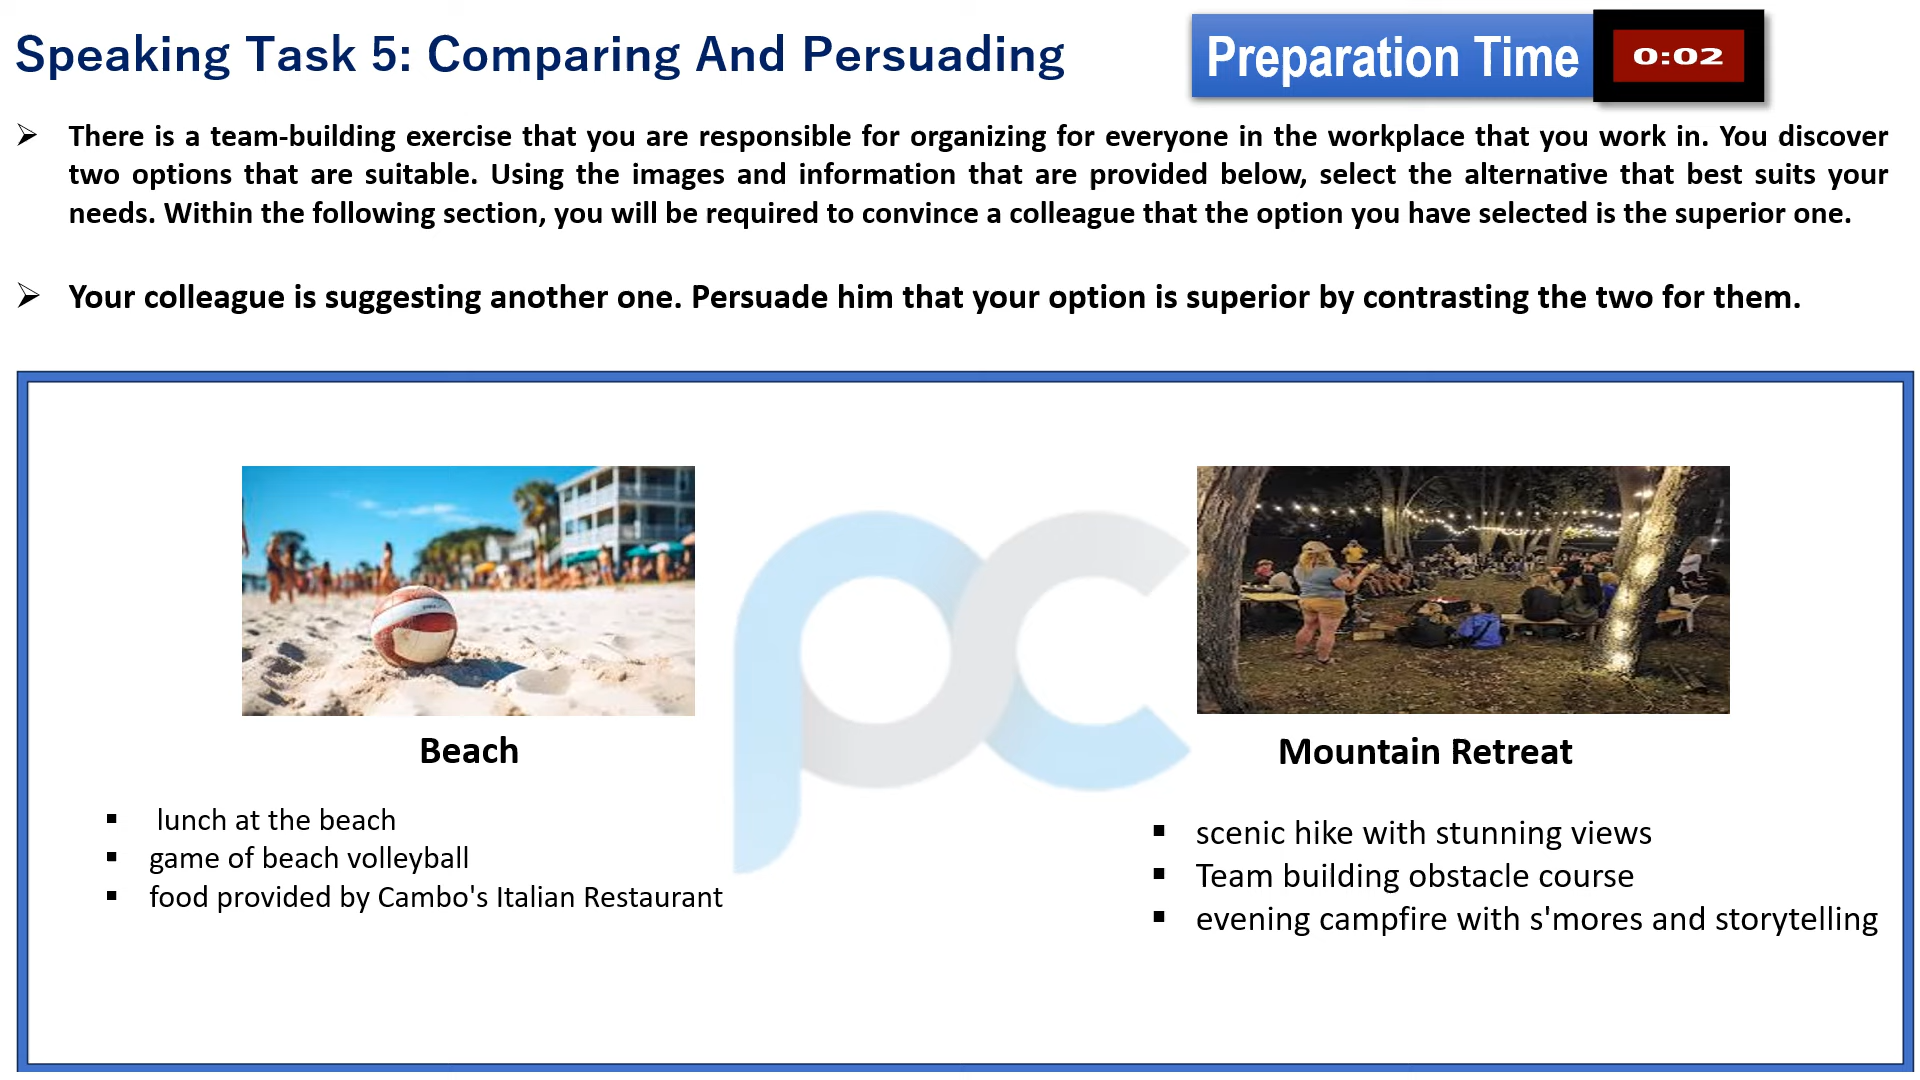 Speaking Task 5: Comparing And Persuading
Preparation Time
0:02
There is a team-building exercise that you are responsible for organizing for everyone in the workplace that you work in. You discover
two options that are suitable. Using the images and information that are provided below, select the alternative that best suits your
needs. Within the following section, you will be required to convince a colleague that the option you have selected is the superior one.
Your colleague is suggesting another one. Persuade him that your option is superior by contrasting the two for them.
Beach
lunch at the beach
game of beach volleyball
food provided by Cambo's Italian Restaurant
pc
Mountain Retreat
scenic hike with stunning views
Team building obstacle course
evening campfire with s'mores and storytelling